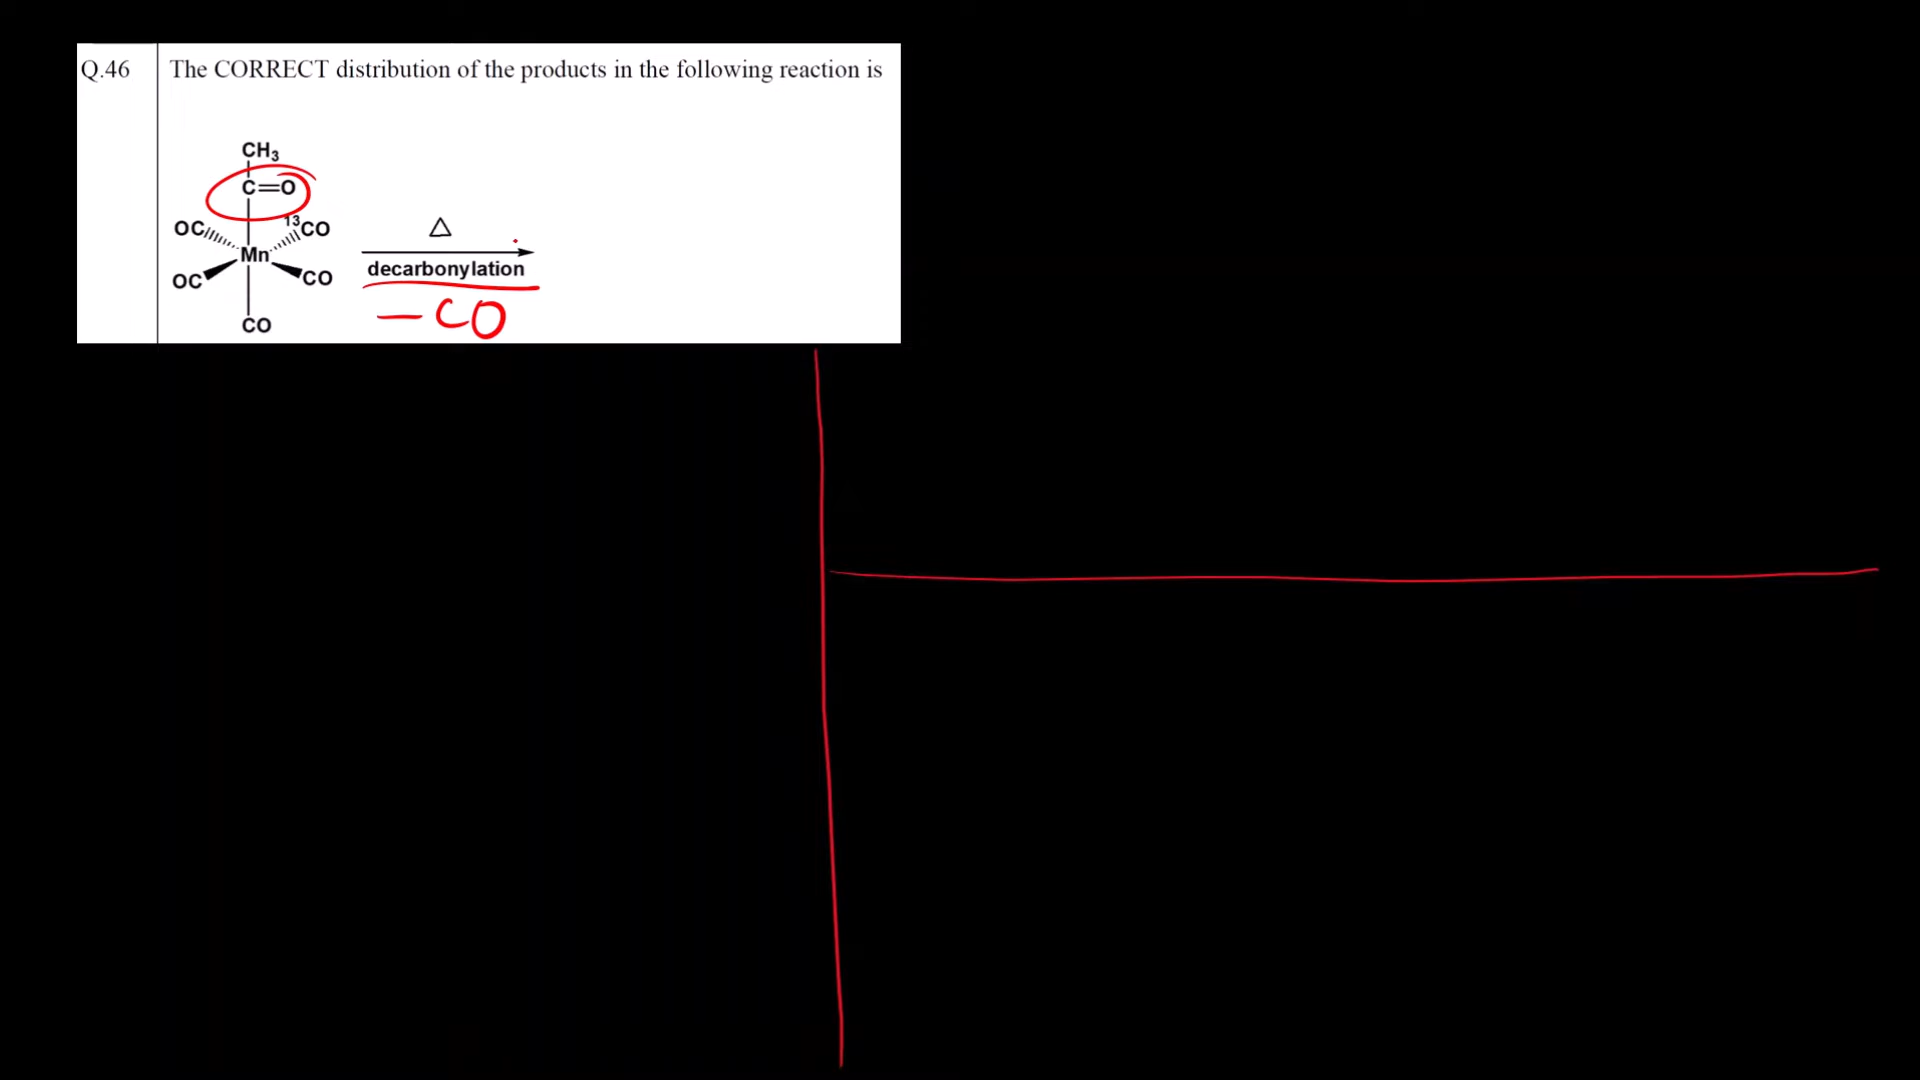 Q.46 The CORRECT distribution of the products in the following reaction is
CH3
C=O
OC 13CO
Mn
OC CO
CO
△
decarbonylation
– CO